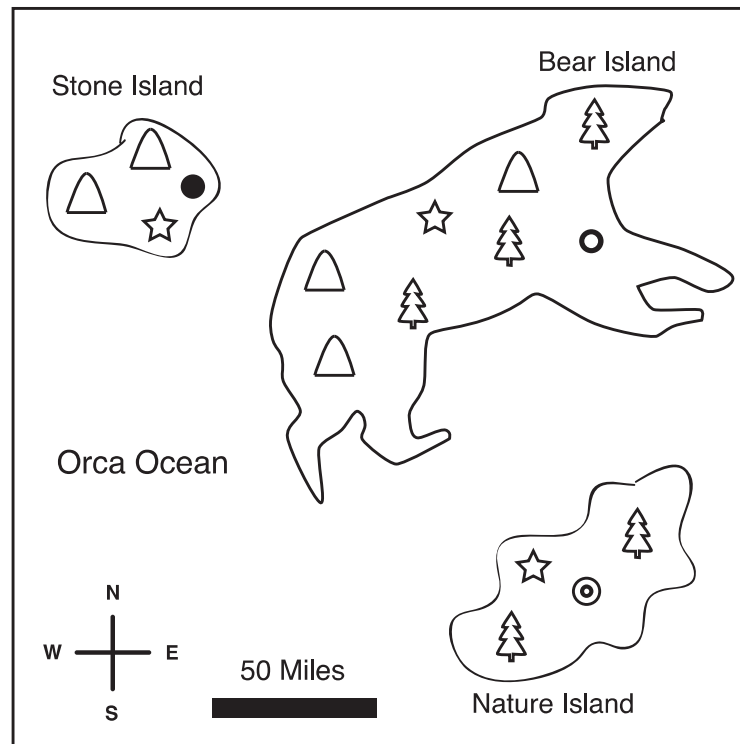 Bear Island
Stone Island
Orca Ocean
N
W E
S
50 Miles
Nature Island